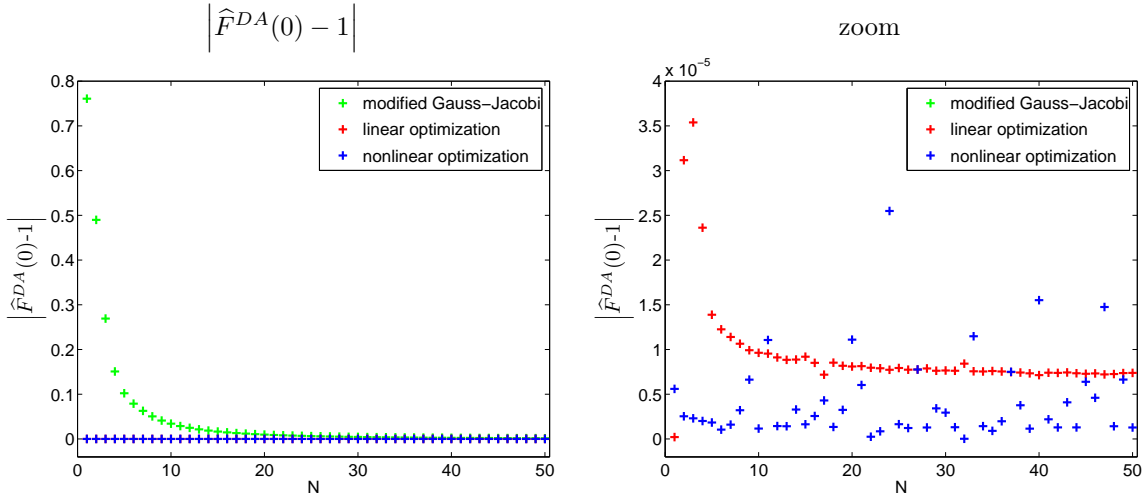 |F̂^{DA}(0) − 1|
zoom
0.8
0.7
0.6
0.5
0.4
0.3
0.2
0.1
0
0
10
20
30
40
50
N
|F̂^{DA}(0)-1|
modified Gauss−Jacobi
linear optimization
nonlinear optimization
x 10^{−5}
4
3.5
3
2.5
2
1.5
1
0.5
0
0
10
20
30
40
50
N
|F̂^{DA}(0)-1|
modified Gauss−Jacobi
linear optimization
nonlinear optimization